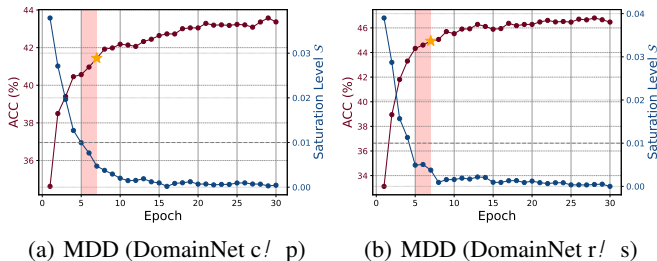 44
42
40
38
36
ACC (%)
0.03
0.02
0.01
0.00
Saturation Level S
0 5 10 15 20 25 30
Epoch
46
44
42
40
38
36
34
ACC (%)
0.04
0.03
0.02
0.01
0.00
Saturation Level S
0 5 10 15 20 25 30
Epoch
(a) MDD (DomainNet c! p)
(b) MDD (DomainNet r! s)